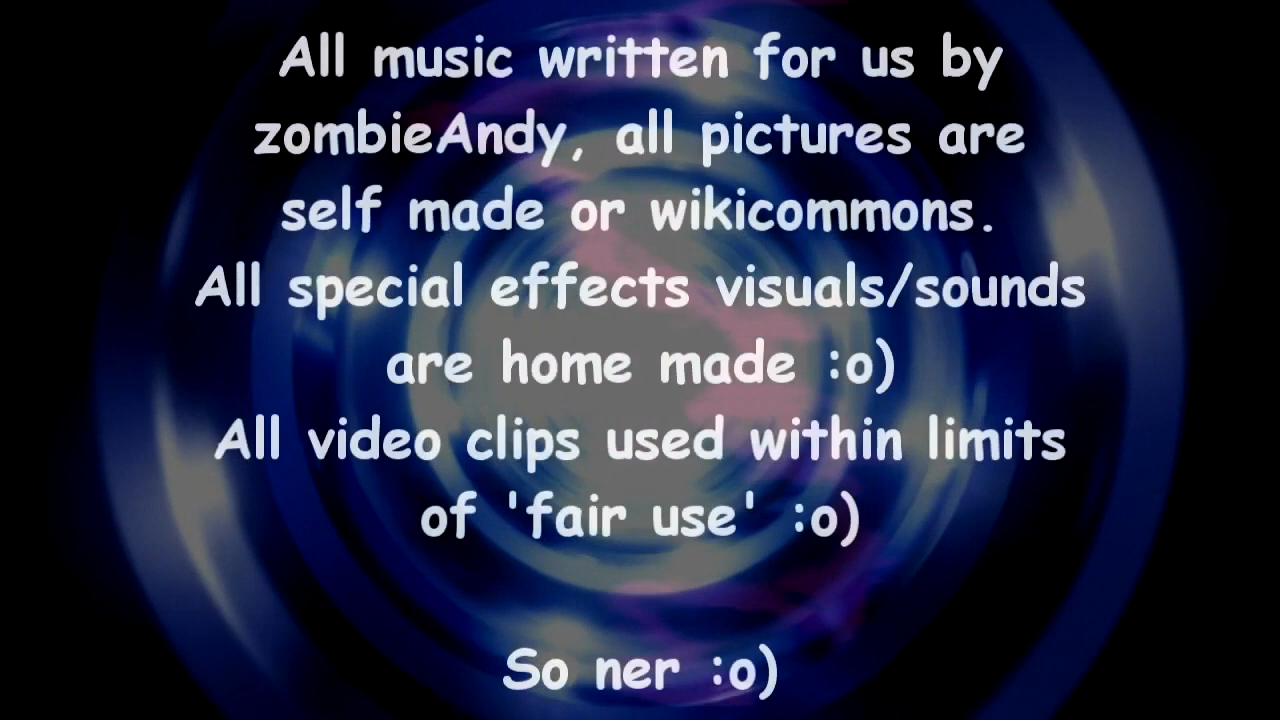 All music written for us by
zombieAndy, all pictures are
self made or wikicommons.
All special effects visuals/sounds
are home made :o)
All video clips used within limits
of 'fair use' :o)
So ner :o)